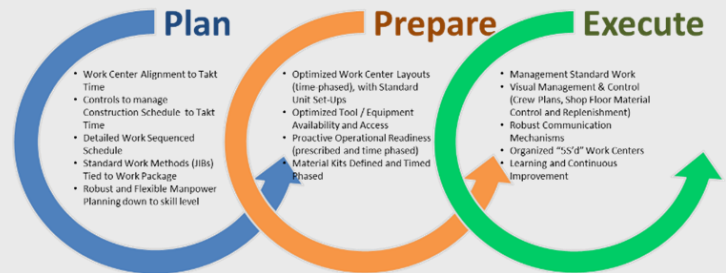 Plan
• Work Center Alignment to Takt
Time
• Controls to manage
Construction Schedule to Takt
Time
• Detailed Work Sequenced
Schedule
• Standard Work Methods (JIBs)
Tied to Work Package
• Robust and Flexible Manpower
Planning down to skill level
Prepare
• Optimized Work Center Layouts
(time-phased), with Standard
Unit Set-Ups
• Optimized Tool / Equipment
Availability and Access
• Proactive Operational Readiness
(prescribed and time phased)
• Material Kits Defined and Timed
Phased
Execute
• Management Standard Work
• Visual Management & Control
(Crew Plans, Shop Floor Material
Control and Replenishment)
• Robust Communication
Mechanisms
• Organized “5S’d” Work Centers
• Learning and Continuous
Improvement